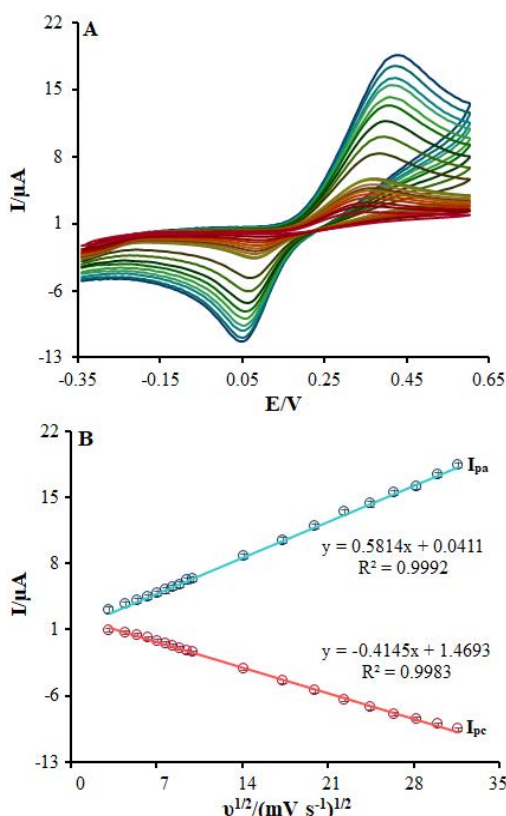 A
I/µA
22
15
8
1
-6
-13
-0.35
-0.15
0.05
0.25
0.45
0.65
E/V
B
I/µA
22
15
8
1
-6
-13
Ipa
y = 0.5814x + 0.0411
R² = 0.9992
y = -0.4145x + 1.4693
R² = 0.9983
Ipc
0
7
14
21
28
35
υ1/2/(mV s-1)1/2